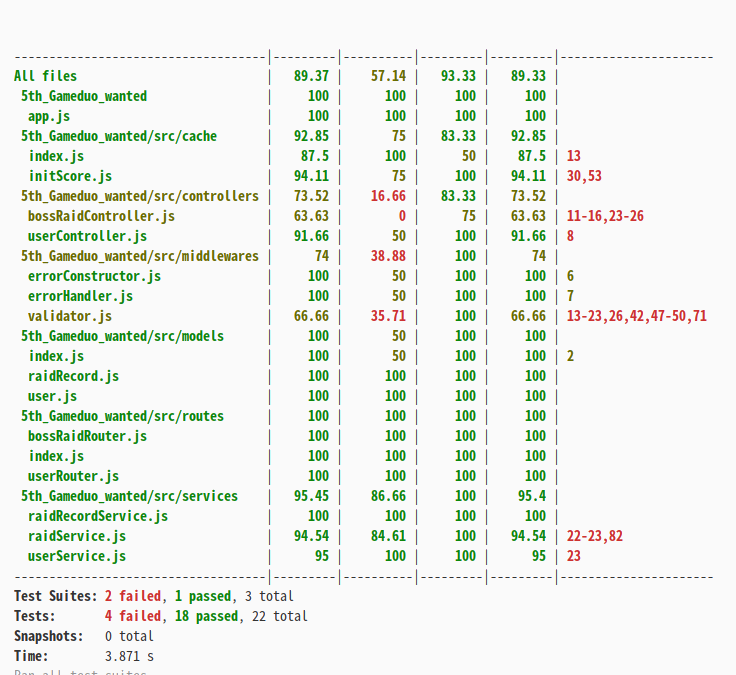 --------------------------------|---------|----------|---------|---------|----------------------
All files                       |   89.37 |    57.14 |   93.33 |   89.33 |
 5th_Gameduo_wanted             |     100 |      100 |     100 |     100 |
  app.js                        |     100 |      100 |     100 |     100 |
 5th_Gameduo_wanted/src/cache   |   92.85 |       75 |   83.33 |   92.85 |
  index.js                      |    87.5 |      100 |      50 |    87.5 | 13
  initScore.js                  |   94.11 |       75 |     100 |   94.11 | 30,53
 5th_Gameduo_wanted/src/controllers |   73.52 |    16.66 |   83.33 |   73.52 |
  bossRaidController.js         |   63.63 |        0 |      75 |   63.63 | 11-16,23-26
  userController.js             |   91.66 |       50 |     100 |   91.66 | 8
 5th_Gameduo_wanted/src/middlewares |      74 |    38.88 |     100 |      74 |
  errorConstructor.js           |     100 |       50 |     100 |     100 | 6
  errorHandler.js               |     100 |       50 |     100 |     100 | 7
  validator.js                  |   66.66 |    35.71 |     100 |   66.66 | 13-23,26,42,47-50,71
 5th_Gameduo_wanted/src/models  |     100 |       50 |     100 |     100 |
  index.js                      |     100 |       50 |     100 |     100 | 2
  raidRecord.js                 |     100 |      100 |     100 |     100 |
  user.js                       |     100 |      100 |     100 |     100 |
 5th_Gameduo_wanted/src/routes  |     100 |      100 |     100 |     100 |
  bossRaidRouter.js             |     100 |      100 |     100 |     100 |
  index.js                      |     100 |      100 |     100 |     100 |
  userRouter.js                 |     100 |      100 |     100 |     100 |
 5th_Gameduo_wanted/src/services |   95.45 |    86.66 |     100 |    95.4 |
  raidRecordService.js          |     100 |      100 |     100 |     100 |
  raidService.js                |   94.54 |    84.61 |     100 |   94.54 | 22-23,82
  userService.js                |      95 |      100 |     100 |      95 | 23
--------------------------------|---------|----------|---------|---------|----------------------
Test Suites: 2 failed, 1 passed, 3 total
Tests:       4 failed, 18 passed, 22 total
Snapshots:   0 total
Time:        3.871 s
Ran all test suites